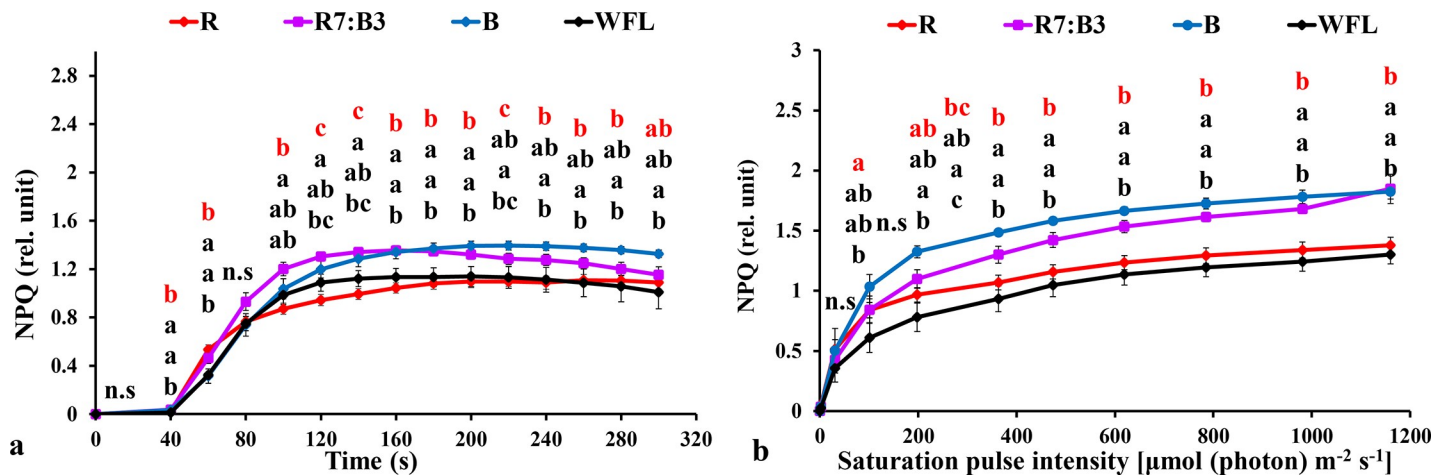 R R7:B3 B WFL
NPQ (rel. unit)
2.8
2.4
2
1.6
1.2
0.8
0.4
0
n.s
b
a
a
b
b
a
a
b
n.s
b
a
ab
ab
c
a
ab
bc
c
a
ab
bc
b
a
a
b
b
a
a
b
b
a
a
b
c
ab
a
bc
b
ab
a
b
b
ab
ab
b
b
a
a
b
ab
a
a
b
0 40 80 120 160 200 240 280 320
Time (s)
a
R R7:B3 B WFL
NPQ (rel. unit)
3
2.5
2
1.5
1
0.5
0
n.s
a
ab
ab
b
n.s
ab
ab
a
b
bc
ab
a
c
b
a
a
b
b
a
a
b
b
a
a
b
b
a
a
b
b
a
a
b
b
a
a
b
0 200 400 600 800 1000 1200
Saturation pulse intensity [μmol (photon) m⁻² s⁻¹]
b